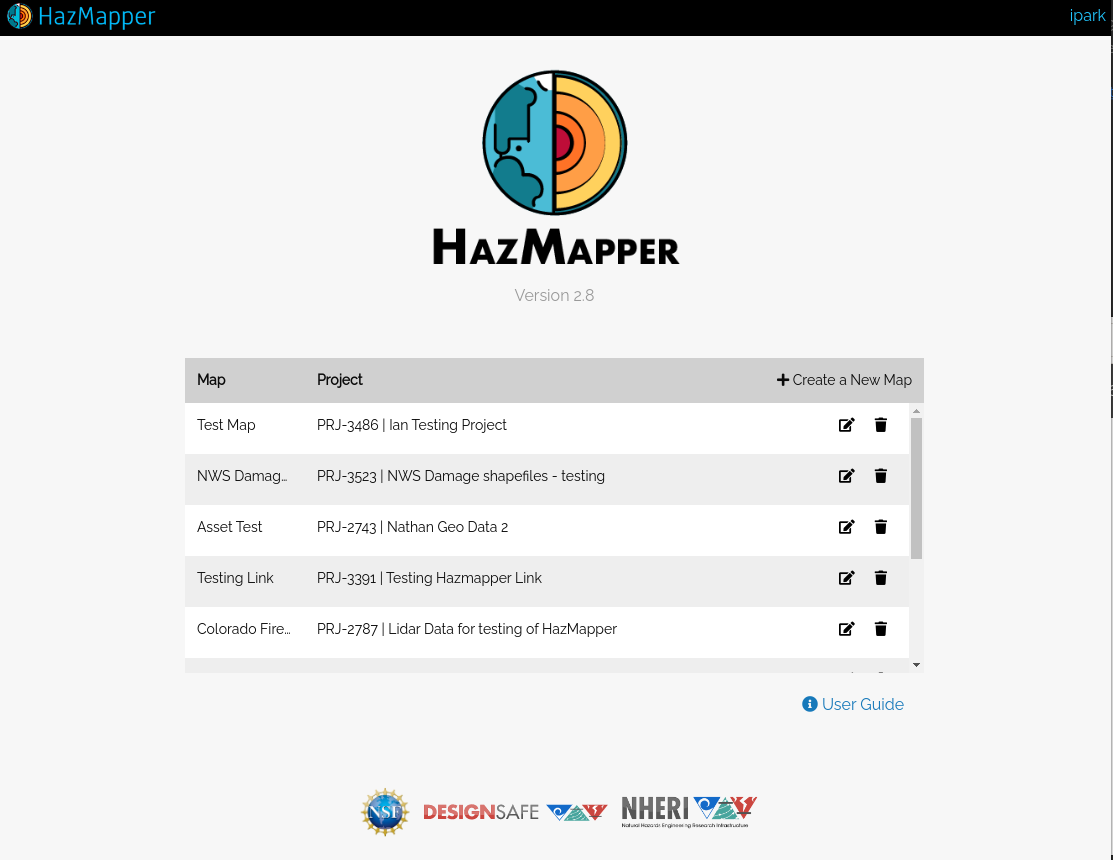 HazMapper
ipark
HAZMAPPER
Version 2.8
Map Project Create a New Map
Test Map PRJ-3486 | Ian Testing Project
NWS Damag... PRJ-3523 | NWS Damage shapefiles - testing
Asset Test PRJ-2743 | Nathan Geo Data 2
Testing Link PRJ-3391 | Testing Hazmapper Link
Colorado Fire... PRJ-2787 | Lidar Data for testing of HazMapper
User Guide
NSF DESIGNSAFE NHERI
Natural Hazards Engineering Research Infrastructure